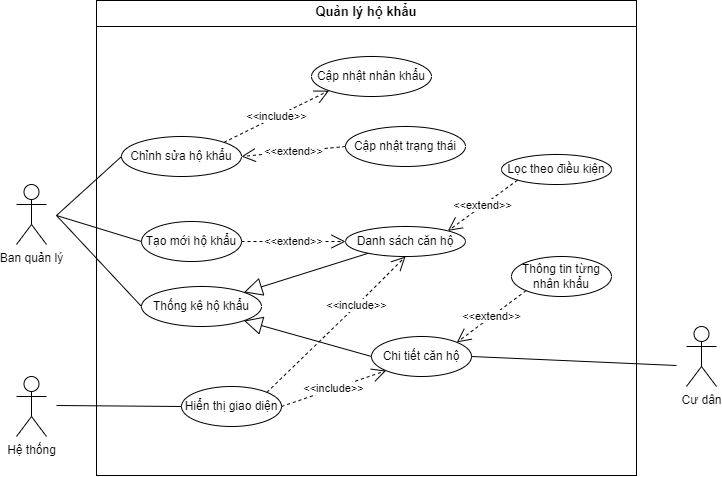 Quản lý hộ khẩu
Cập nhật nhân khẩu
<<include>>
Chỉnh sửa hộ khẩu
<<extend>>
Cập nhật trạng thái
Lọc theo điều kiện
<<extend>>
Ban quản lý
Tạo mới hộ khẩu
<<extend>>
Danh sách căn hộ
Thông tin từng
nhân khẩu
Thống kê hộ khẩu
<<include>>
<<extend>>
Chi tiết căn hộ
<<include>>
Cư dân
Hiển thị giao diện
Hệ thống